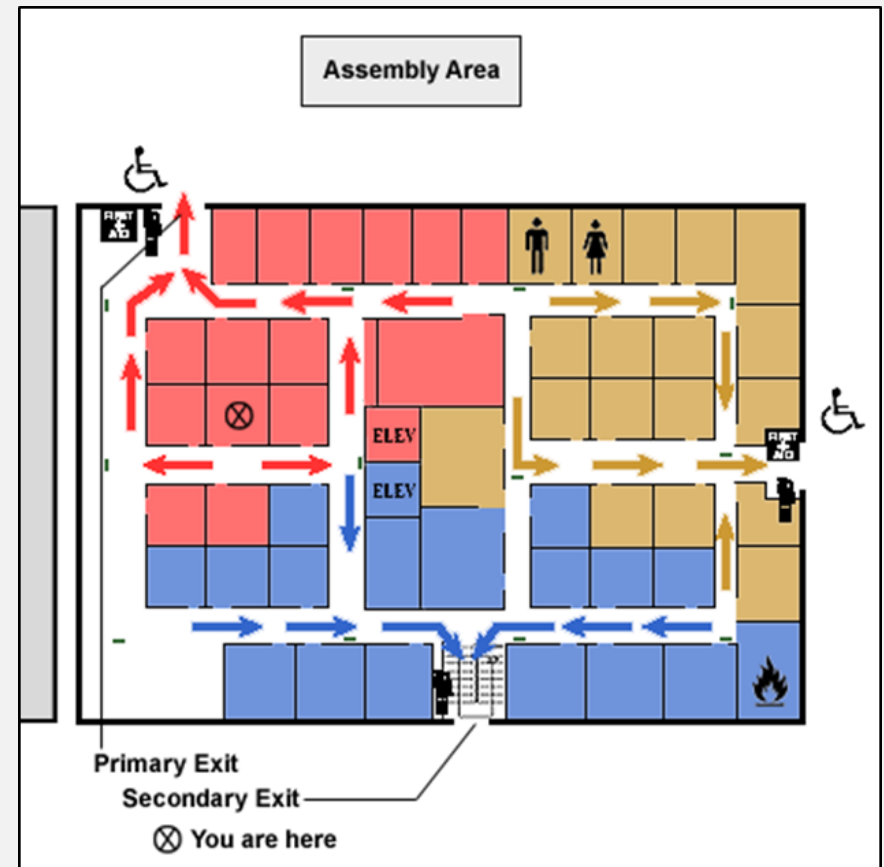 Assembly Area
FIRST
AID
ELEV
FIRST
AID
ELEV
Primary Exit
Secondary Exit
You are here